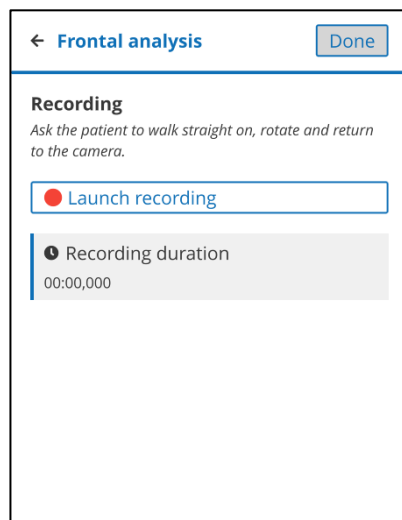 Frontal analysis
Done
Recording
Ask the patient to walk straight on, rotate and return
to the camera.
Launch recording
Recording duration
00:00,000